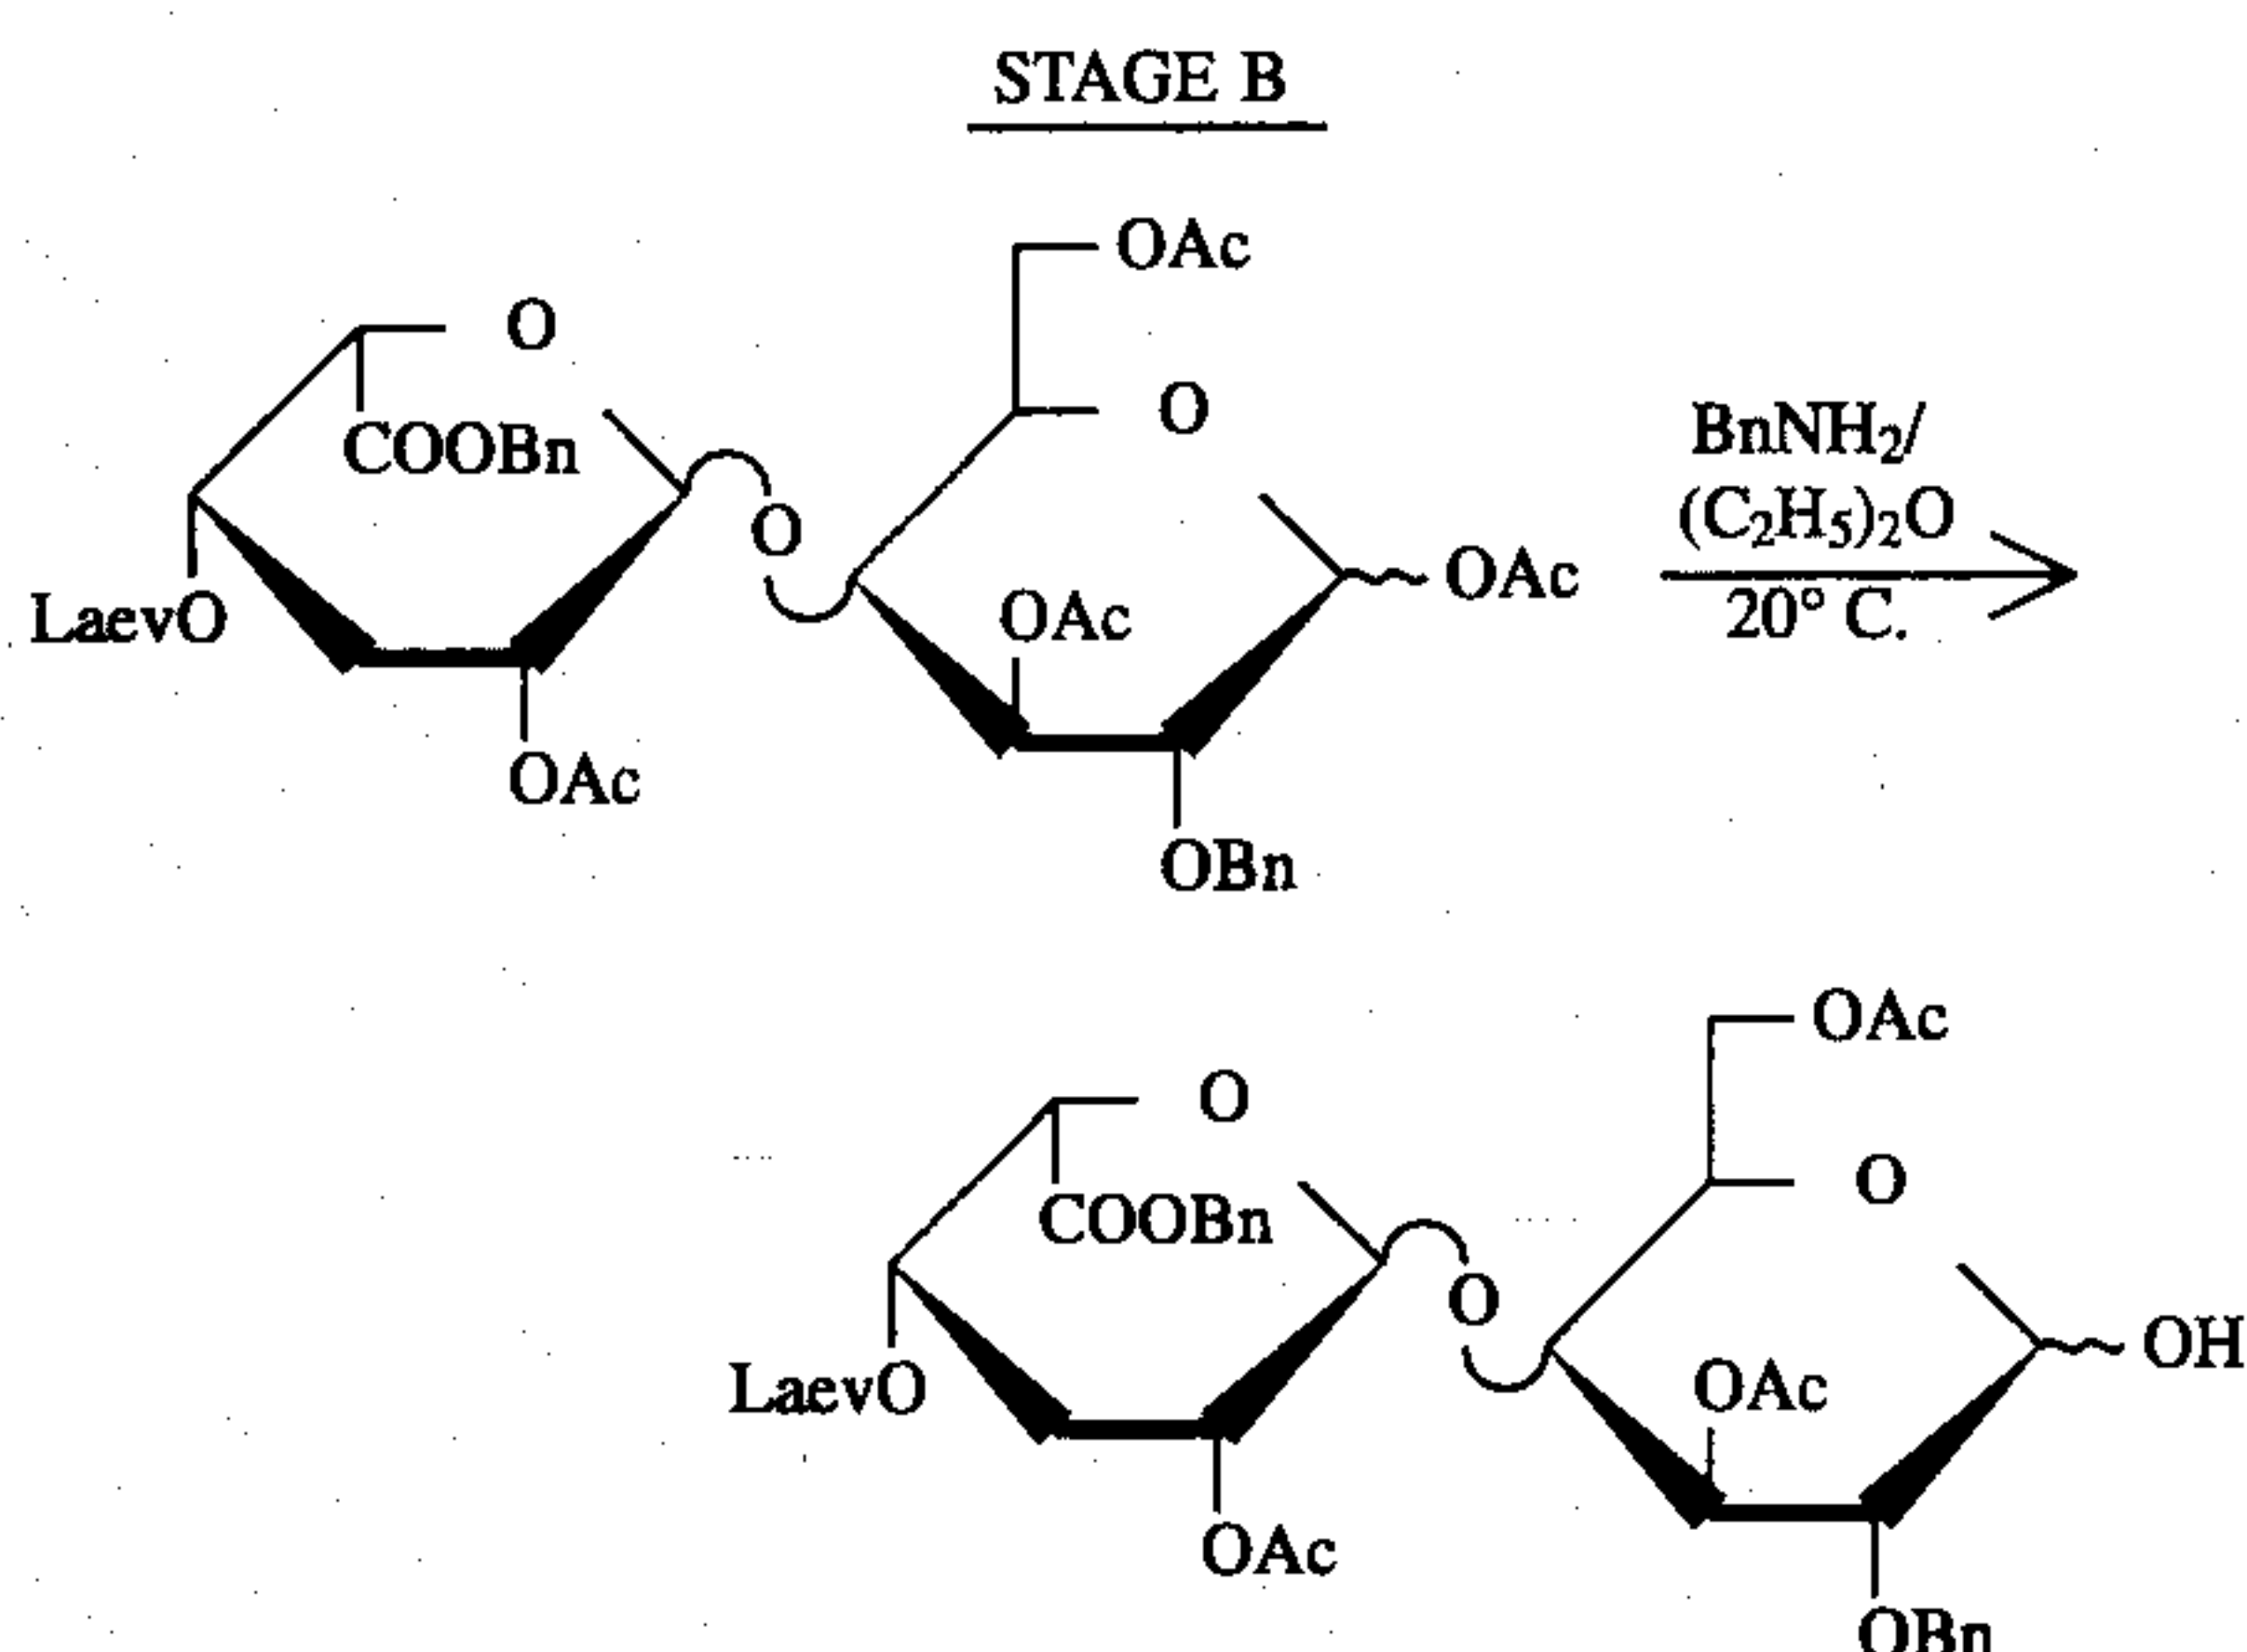 STAGE B
OAc
O
COOBn
O
O
LaevO
OAc
OAc
OAc
OBn
BnNH₂/
(C₂H₅)₂O
20° C.
OAc
O
O
COOBn
O
OH
LaevO
OAc
OAc
OBn